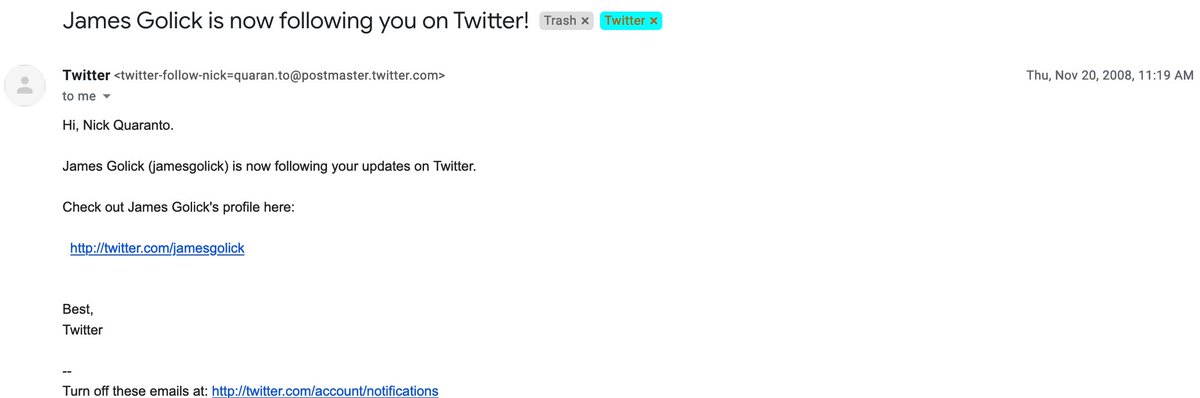 James Golick is now following you on Twitter! Trash × Twitter ×
Twitter <twitter-follow-nick=quaran.to@postmaster.twitter.com> Thu, Nov 20, 2008, 11:19 AM
to me
Hi, Nick Quaranto.
James Golick (jamesgolick) is now following your updates on Twitter.
Check out James Golick's profile here:
http://twitter.com/jamesgolick
Best,
Twitter
--
Turn off these emails at: http://twitter.com/account/notifications